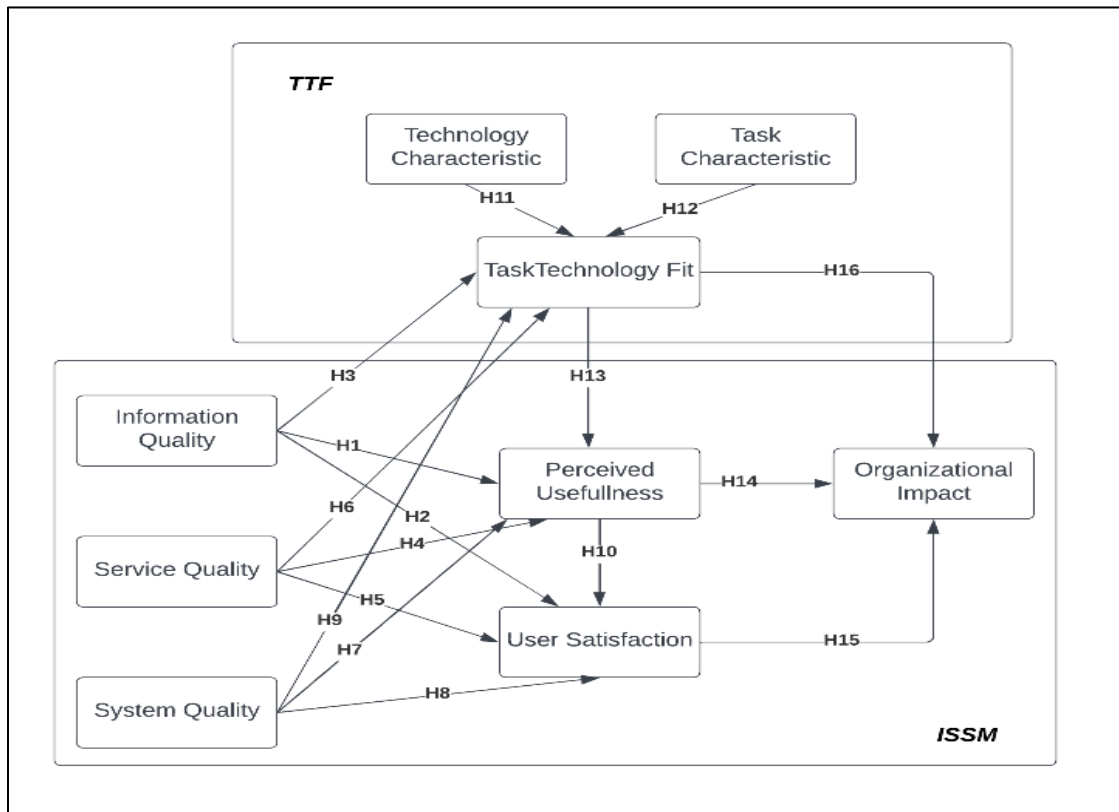 TTF
Technology
Characteristic
Task
Characteristic
H11
H12
TaskTechnology Fit
H16
H3
H13
Information
Quality
H1
Perceived
Usefullness
H14
Organizational
Impact
H6
H2
H4
H10
Service Quality
H5
H9
H7
User Satisfaction
H15
H8
System Quality
ISSM